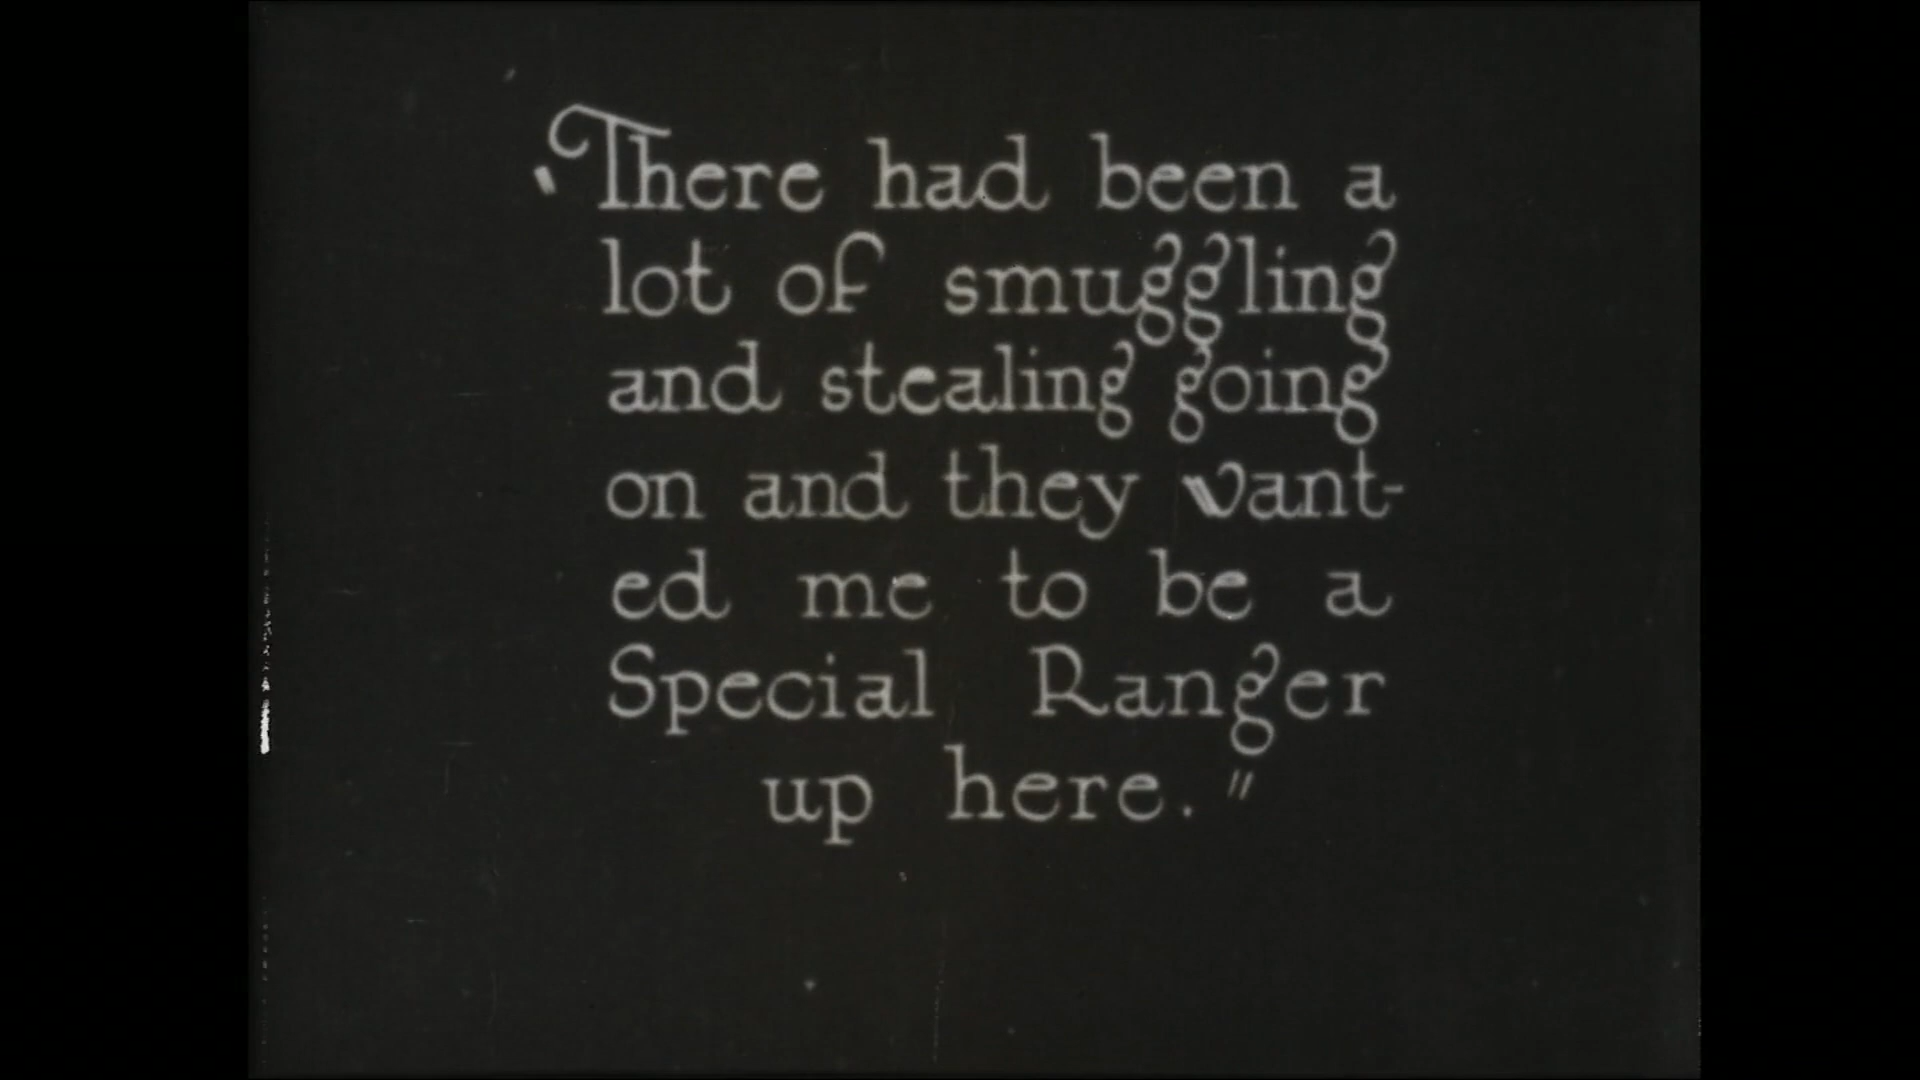 "There had been a
lot of smuggling
and stealing going
on and they want-
ed me to be a
Special Ranger
up here."